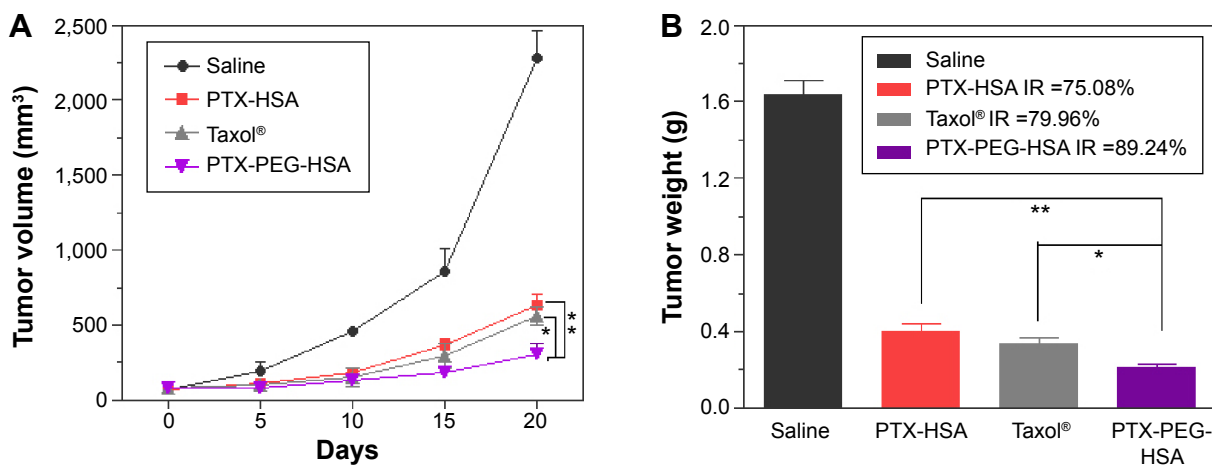 A
Tumor volume (mm³)
2,500
2,000
1,500
1,000
500
0
Saline
PTX-HSA
Taxol®
PTX-PEG-HSA
*
**
0 5 10 15 20
Days
B
Tumor weight (g)
2.0
1.6
1.2
0.8
0.4
0.0
Saline
PTX-HSA IR =75.08%
Taxol® IR =79.96%
PTX-PEG-HSA IR =89.24%
**
*
Saline PTX-HSA Taxol® PTX-PEG-
HSA